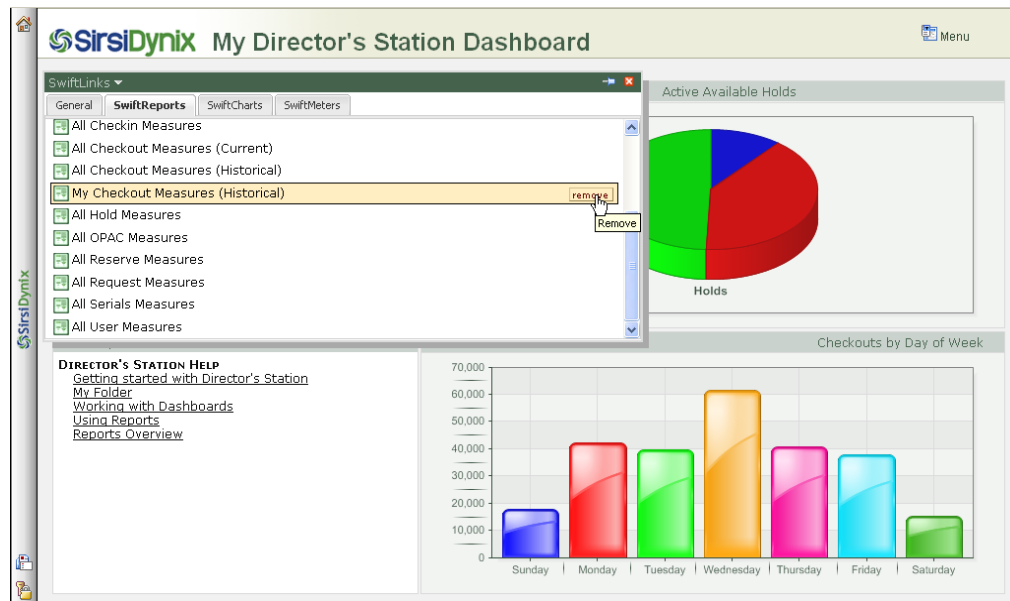 SirsiDynix My Director's Station Dashboard
Menu
SwiftLinks
General SwiftReports SwiftCharts SwiftMeters
All Checkin Measures
All Checkout Measures (Current)
All Checkout Measures (Historical)
My Checkout Measures (Historical) remove
Remove
All Hold Measures
All OPAC Measures
All Reserve Measures
All Request Measures
All Serials Measures
All User Measures
Active Available Holds
Holds
SirsiDynix
DIRECTOR'S STATION HELP
Getting started with Director's Station
My Folder
Working with Dashboards
Using Reports
Reports Overview
Checkouts by Day of Week
70,000
60,000
50,000
40,000
30,000
20,000
10,000
0
Sunday Monday Tuesday Wednesday Thursday Friday Saturday